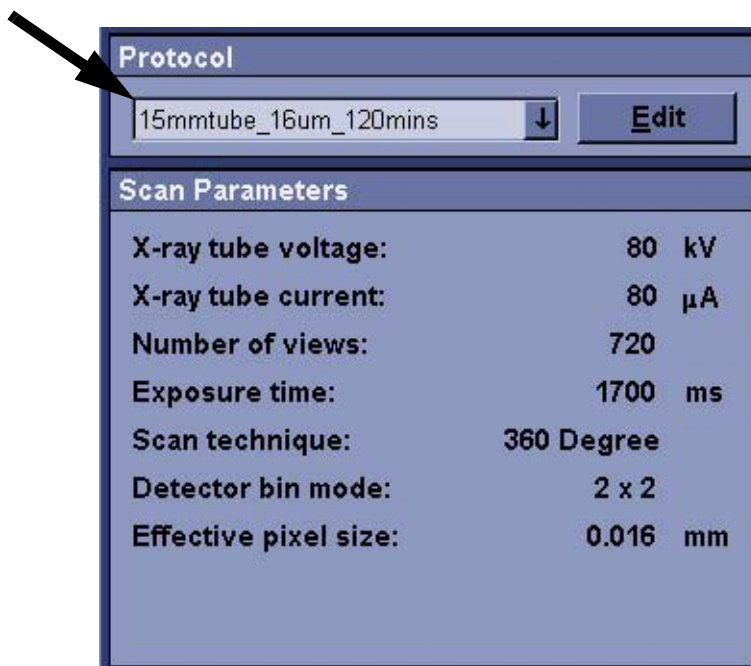 Protocol
15mmtube_16um_120mins Edit
Scan Parameters
X-ray tube voltage: 80 kV
X-ray tube current: 80 µA
Number of views: 720
Exposure time: 1700 ms
Scan technique: 360 Degree
Detector bin mode: 2 x 2
Effective pixel size: 0.016 mm